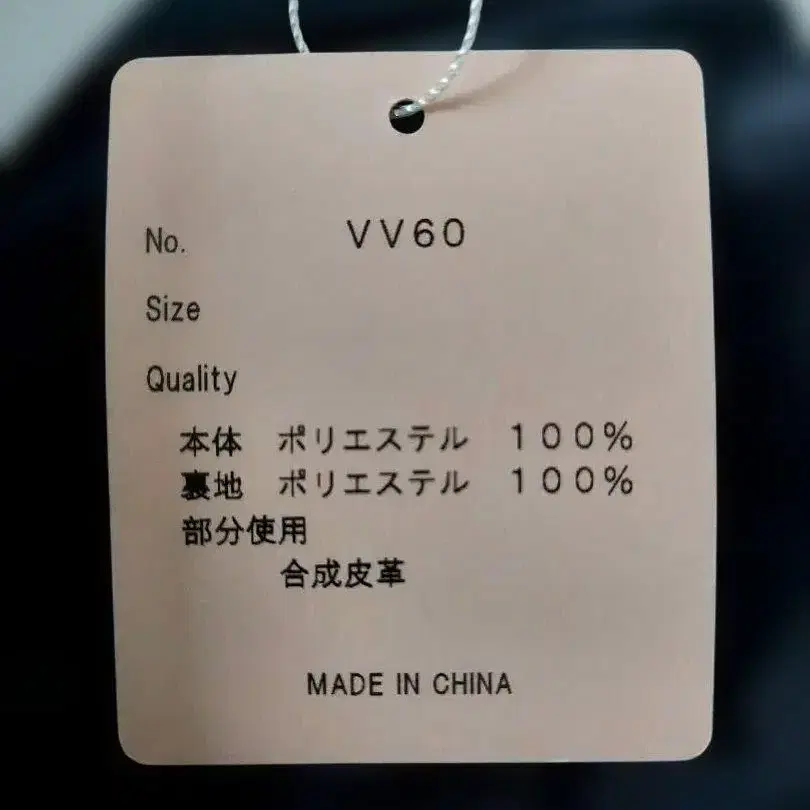 No. VV60
Size
Quality
本体 ポリエステル 100%
裏地 ポリエステル 100%
部分使用
合成皮革
MADE IN CHINA